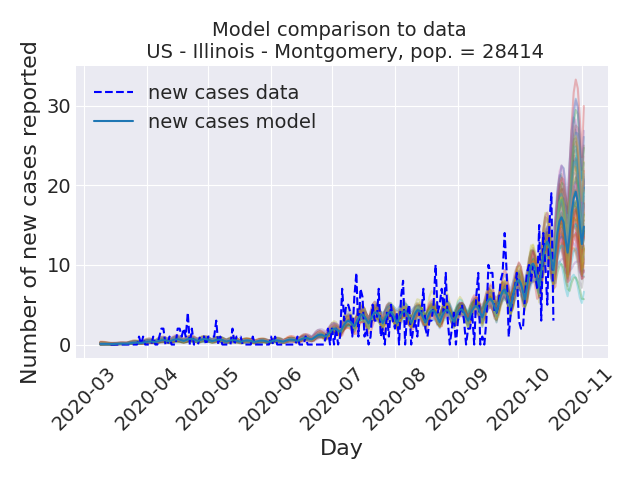 Model comparison to data
US - Illinois - Montgomery, pop. = 28414
Number of new cases reported
30
20
10
0
new cases data
new cases model
2020-03
2020-04
2020-05
2020-06
2020-07
2020-08
2020-09
2020-10
2020-11
Day